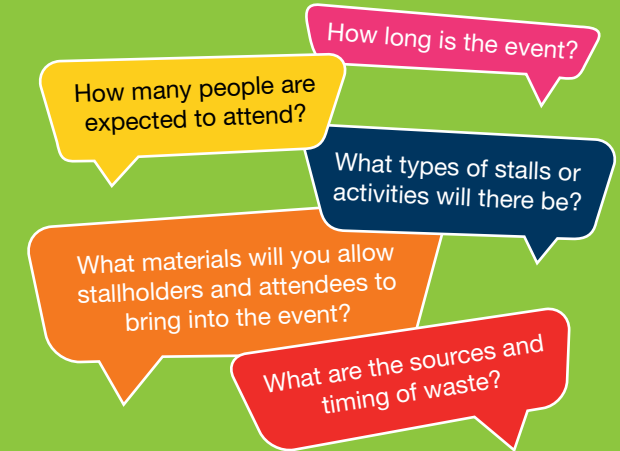 How long is the event?
How many people are
expected to attend?
What types of stalls or
activities will there be?
What materials will you allow
stallholders and attendees to
bring into the event?
What are the sources and
timing of waste?